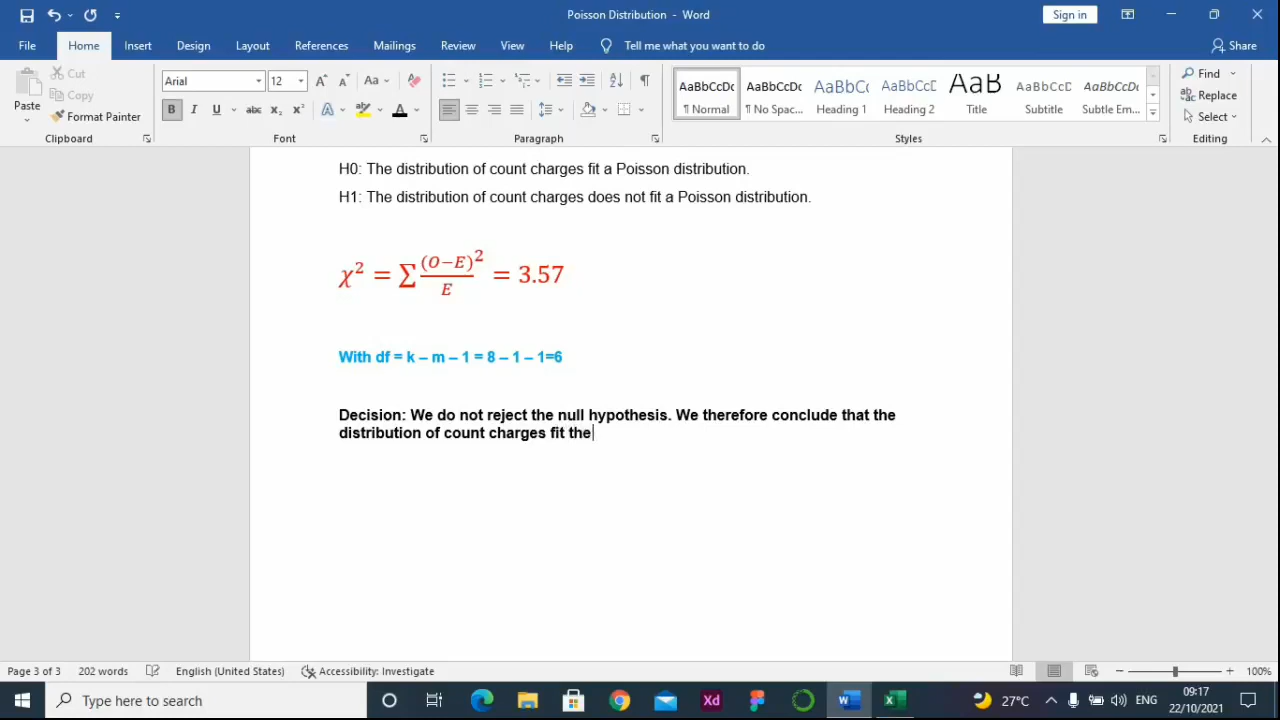 Poisson Distribution - Word
Sign in
File Home Insert Design Layout References Mailings Review View Help Tell me what you want to do Share
Paste Cut Copy Format Painter
Clipboard
Arial 12
Font
Paragraph
AaBbCcDc AaBbCcDc AaBbC( AaBbCcD AaB AaBbCcD AaBbCcDc
¶ Normal ¶ No Spac... Heading 1 Heading 2 Title Subtitle Subtle Em...
Styles
Find
Replace
Select
Editing
H0: The distribution of count charges fit a Poisson distribution.
H1: The distribution of count charges does not fit a Poisson distribution.
χ² = ∑ (O−E)²/E = 3.57
With df = k – m – 1 = 8 – 1 – 1=6
Decision: We do not reject the null hypothesis. We therefore conclude that the
distribution of count charges fit the
Page 3 of 3 202 words English (United States) Accessibility: Investigate 100%
Type here to search 27°C ENG 09:17
22/10/2021